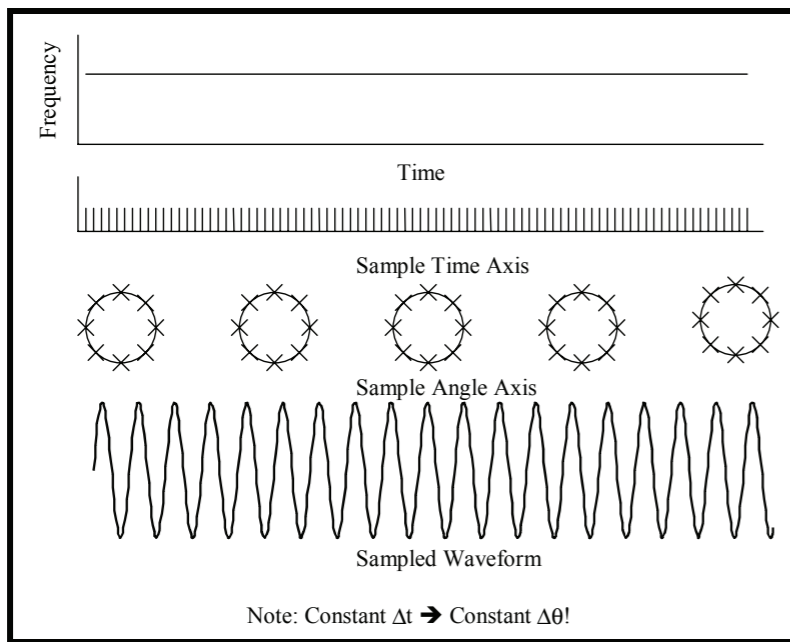 Frequency
Time
Sample Time Axis
Sample Angle Axis
Sampled Waveform
Note: Constant Δt ➔ Constant Δθ!